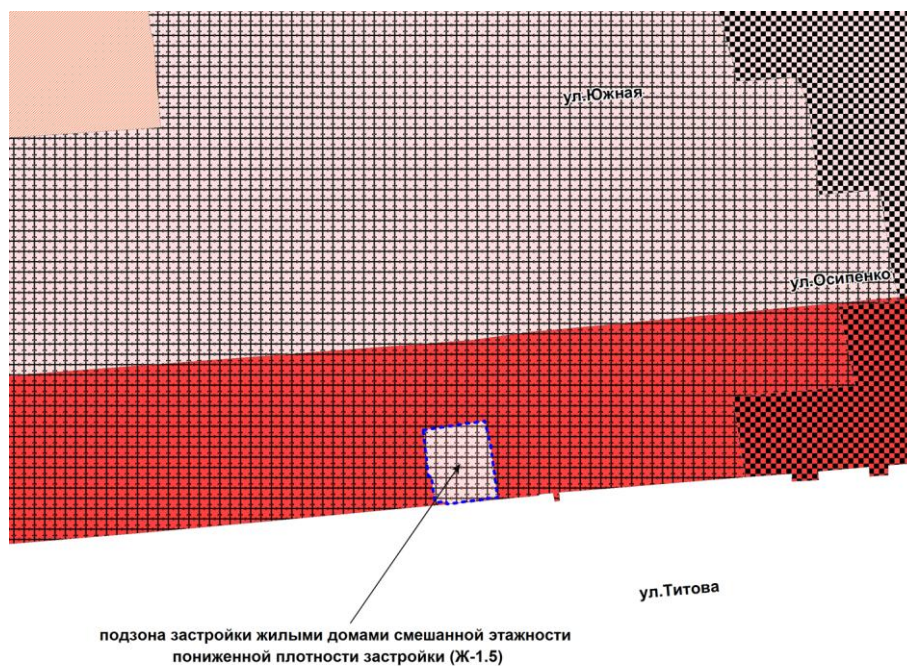 ул.Южная
ул.Осипенко
ул.Титова
подзона застройки жилыми домами смешанной этажности
пониженной плотности застройки (Ж-1.5)